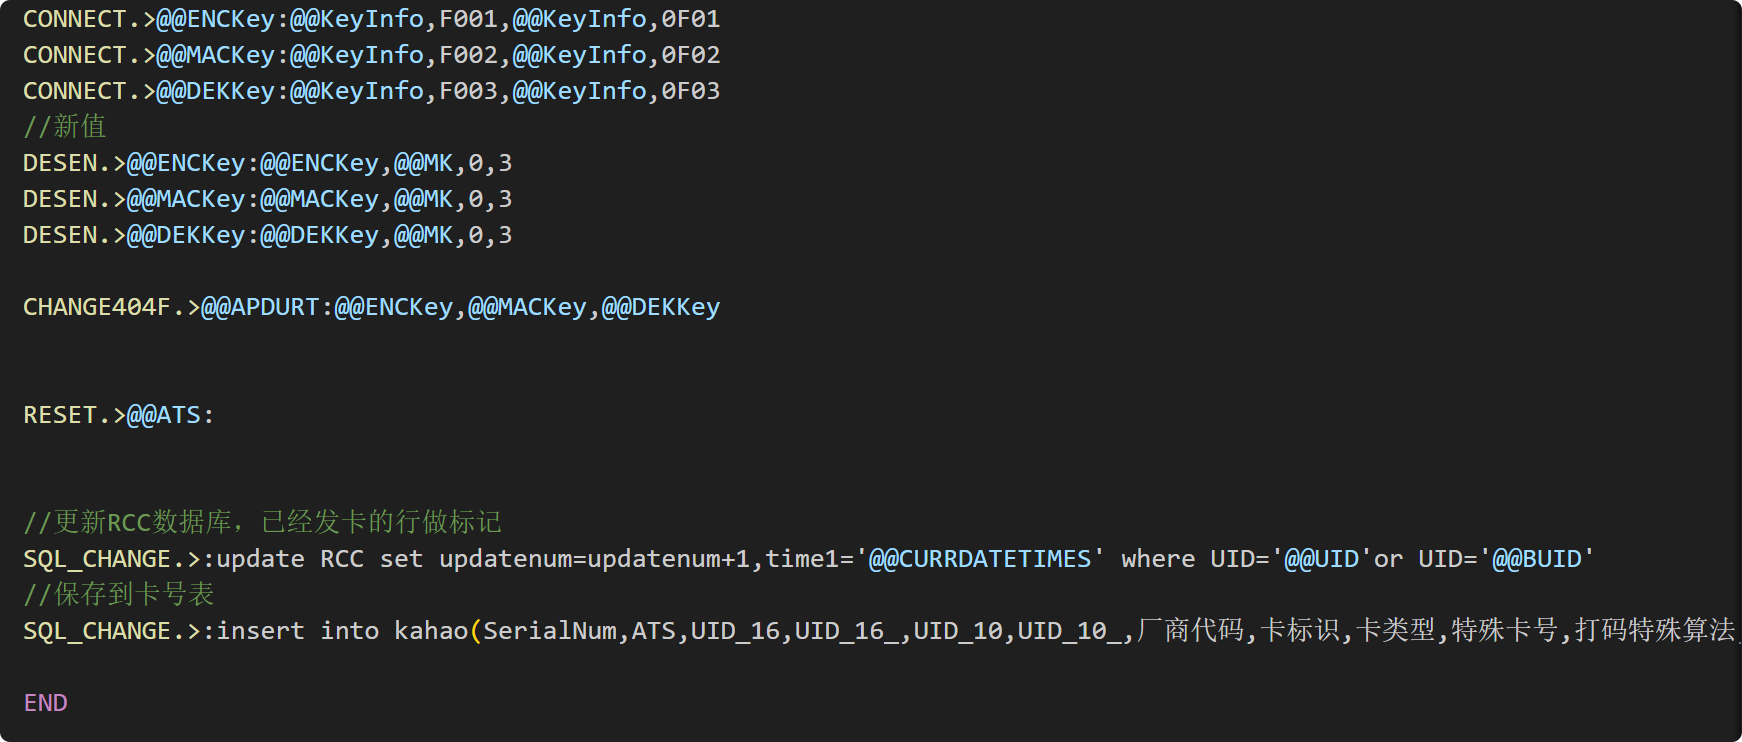 CONNECT.>@@ENCKey:@@KeyInfo,F001,@@KeyInfo,0F01
CONNECT.>@@MACKey:@@KeyInfo,F002,@@KeyInfo,0F02
CONNECT.>@@DEKKey:@@KeyInfo,F003,@@KeyInfo,0F03
//新值
DESEN.>@@ENCKey:@@ENCKey,@@MK,0,3
DESEN.>@@MACKey:@@MACKey,@@MK,0,3
DESEN.>@@DEKKey:@@DEKKey,@@MK,0,3
CHANGE404F.>@@APDURT:@@ENCKey,@@MACKey,@@DEKKey
RESET.>@@ATS:
//更新RCC数据库，已经发卡的行做标记
SQL_CHANGE.>:update RCC set updatenum=updatenum+1,time1='@@CURRDATETIMES' where UID='@@UID'or UID='@@BUID'
//保存到卡号表
SQL_CHANGE.>:insert into kahao(SerialNum,ATS,UID_16,UID_16_,UID_10,UID_10_,厂商代码,卡标识,卡类型,特殊卡号,打码特殊算法
END